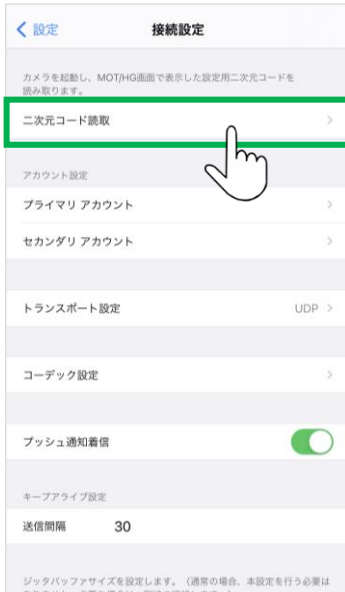 設定 接続設定
カメラを起動し、MOT/HG画面で表示した設定用二次元コードを
読み取ります。
二次元コード読取
アカウント設定
プライマリ アカウント
セカンダリ アカウント
トランスポート設定 UDP
コーデック設定
プッシュ通知着信
キープアライブ設定
送信間隔 30
ジッタバッファサイズを設定します。（通常の場合、本設定を行う必要は